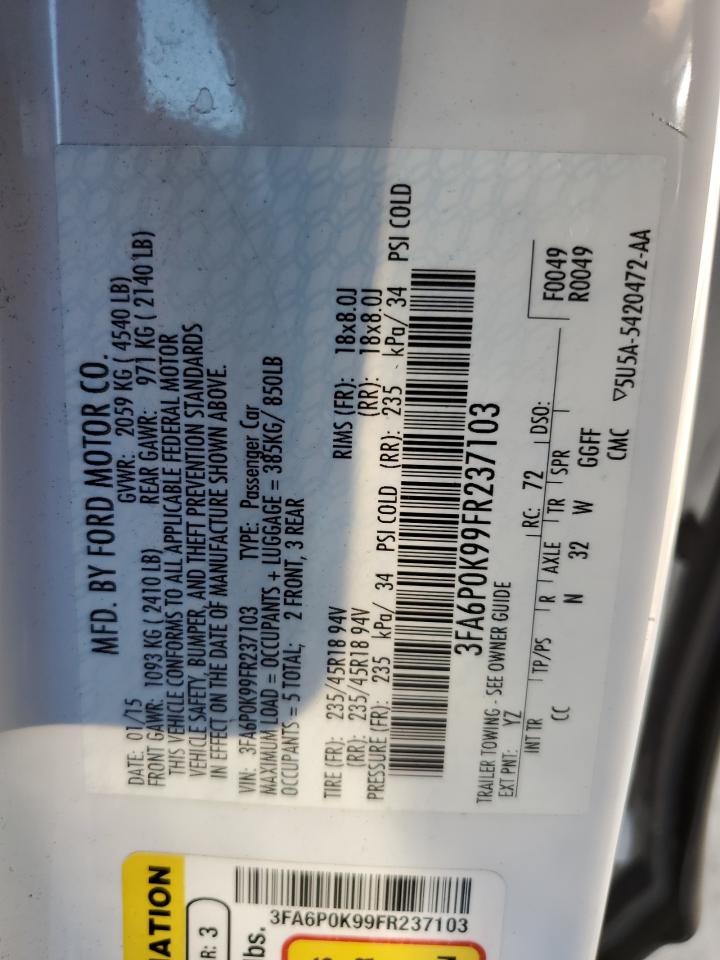 MFD. BY FORD MOTOR CO.
DATE: 01/15 GVWR: 2059 KG ( 4540 LB)
FRONT GAWR: 1093 KG ( 2410 LB) REAR GAWR: 971 KG ( 2140 LB)
THIS VEHICLE CONFORMS TO ALL APPLICABLE FEDERAL MOTOR
VEHICLE SAFETY, BUMPER, AND THEFT PREVENTION STANDARDS
IN EFFECT ON THE DATE OF MANUFACTURE SHOWN ABOVE.
VIN: 3FA6P0K99FR237103 TYPE: Passenger Car
MAXIMUM LOAD = OCCUPANTS + LUGGAGE = 385KG/ 850LB
OCCUPANTS = 5 TOTAL; 2 FRONT, 3 REAR
TIRE (FR): 235/45R18 94V RIMS (FR): 18x8.0J
(RR): 235/45R18 94V (RR): 18x8.0J
PRESSURE (FR): 235 kPa/ 34 PSI COLD (RR): 235 kPa/ 34 PSI COLD
3FA6P0K99FR237103
TRAILER TOWING - SEE OWNER GUIDE
EXT PNT: YZ RC: 72 DSO: F0049
R0049
INT TR TP/PS R AXLE TR SPR
CC N 32 W GGFF
CMC ▽5U5A-5420472-AA
ATION
R: 3
lbs.
3FA6P0K99FR237103